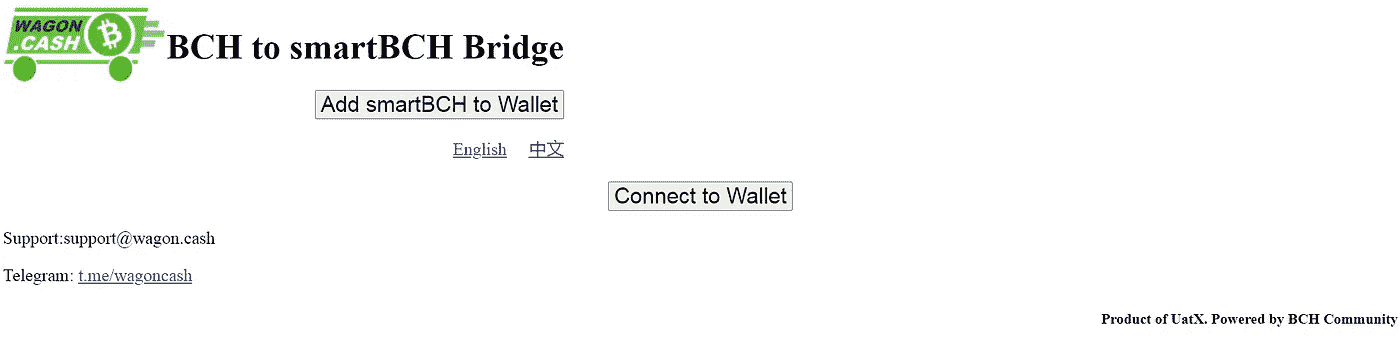 WAGON
.CASH
BCH to smartBCH Bridge
Add smartBCH to Wallet
English 中文
Connect to Wallet
Support:support@wagon.cash
Telegram: t.me/wagoncash
Product of UatX. Powered by BCH Community